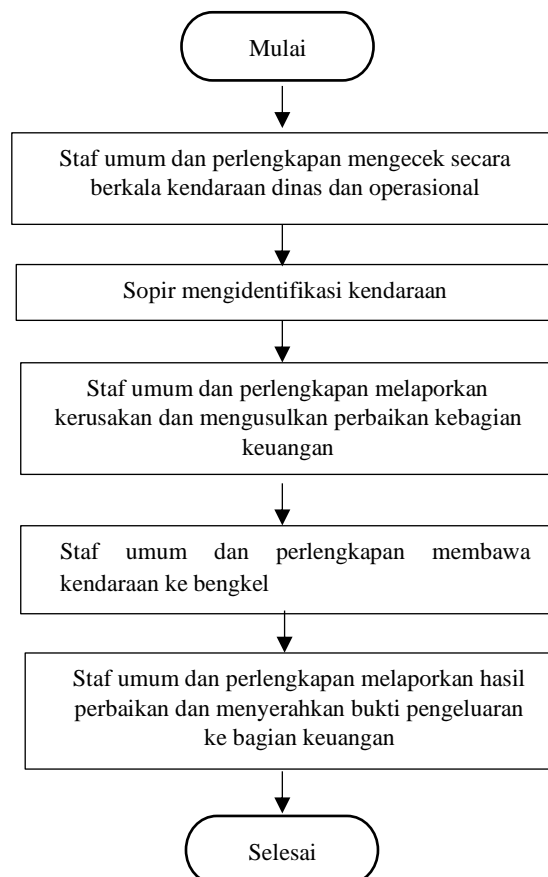 Mulai
Staf umum dan perlengkapan mengecek secara
berkala kendaraan dinas dan operasional
Sopir mengidentifikasi kendaraan
Staf umum dan perlengkapan melaporkan
kerusakan dan mengusulkan perbaikan kebagian
keuangan
Staf umum dan perlengkapan membawa
kendaraan ke bengkel
Staf umum dan perlengkapan melaporkan hasil
perbaikan dan menyerahkan bukti pengeluaran
ke bagian keuangan
Selesai